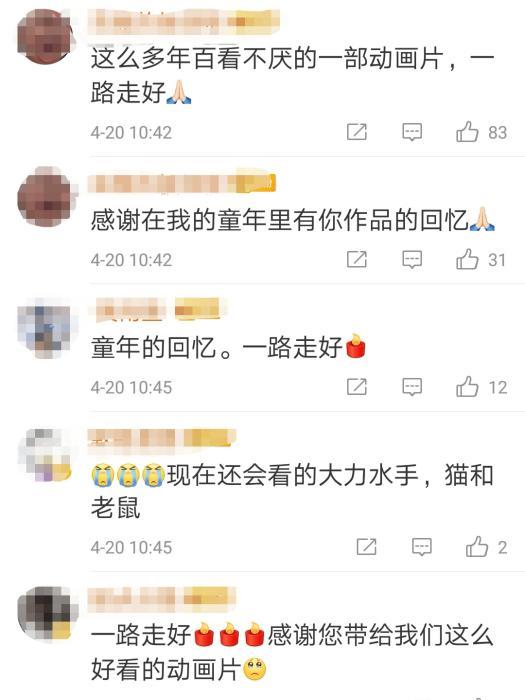 这么多年百看不厌的一部动画片，一
路走好🙏🏻
4-20 10:42
83
感谢在我的童年里有你作品的回忆🙏🏻
4-20 10:42
31
童年的回忆。一路走好🕯️
4-20 10:45
12
😭😭😭现在还会看的大力水手，猫和
老鼠
4-20 10:45
2
一路走好🕯️🕯️🕯️感谢您带给我们这么
好看的动画片🥺